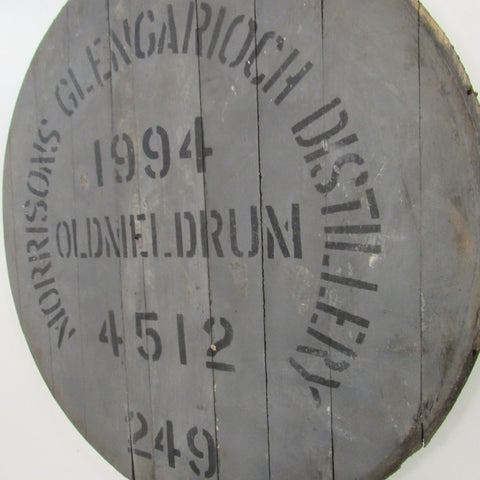 MORRISONS' GLENGARIOCH DISTILLERY
1994
OLDMELDRUM
4512
249